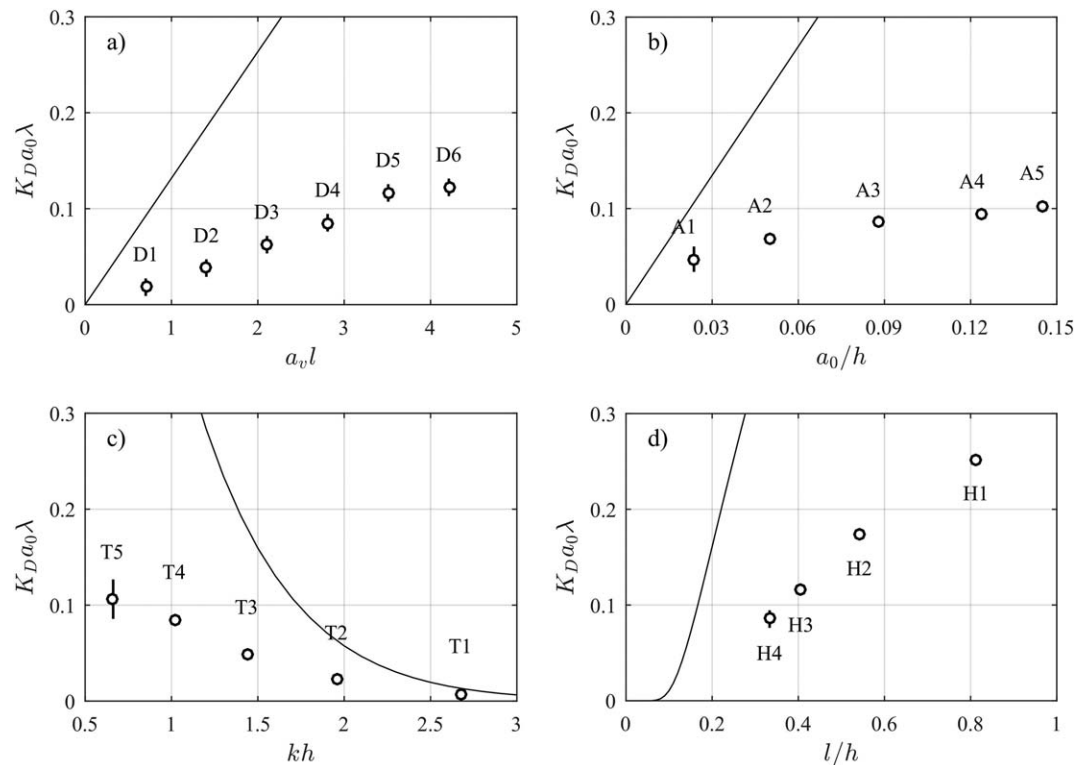 a)
K_D a_0 λ
0.3
0.2
0.1
0
D1
D2
D3
D4
D5
D6
0 1 2 3 4 5
a_v l
b)
K_D a_0 λ
0.3
0.2
0.1
0
A1
A2
A3
A4
A5
0 0.03 0.06 0.09 0.12 0.15
a_0/h
c)
K_D a_0 λ
0.3
0.2
0.1
0
T5
T4
T3
T2
T1
0.5 1 1.5 2 2.5 3
kh
d)
K_D a_0 λ
0.3
0.2
0.1
0
H1
H2
H3
H4
0 0.2 0.4 0.6 0.8 1
l/h